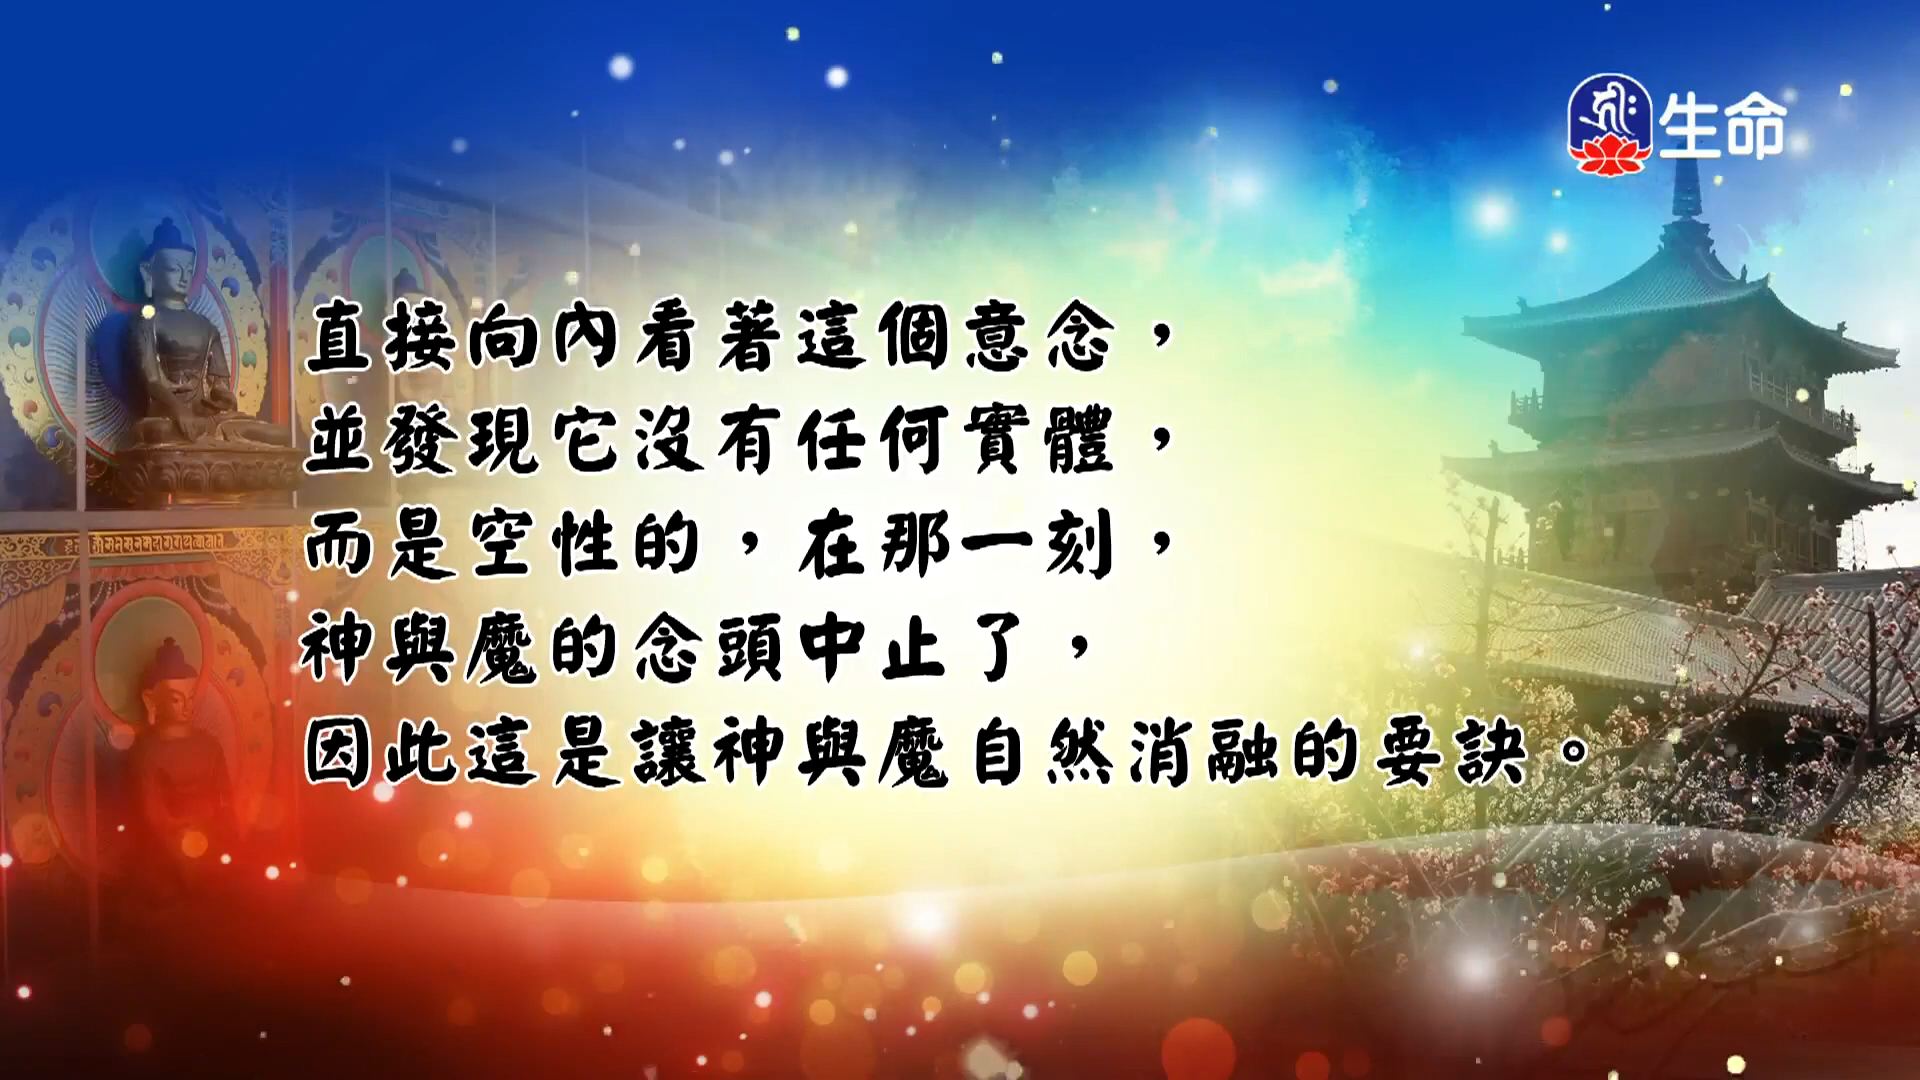 生命
直接向內看著這個意念，
並發現它沒有任何實體，
而是空性的，在那一刻，
神與魔的念頭中止了，
因此這是讓神與魔自然消融的要訣。